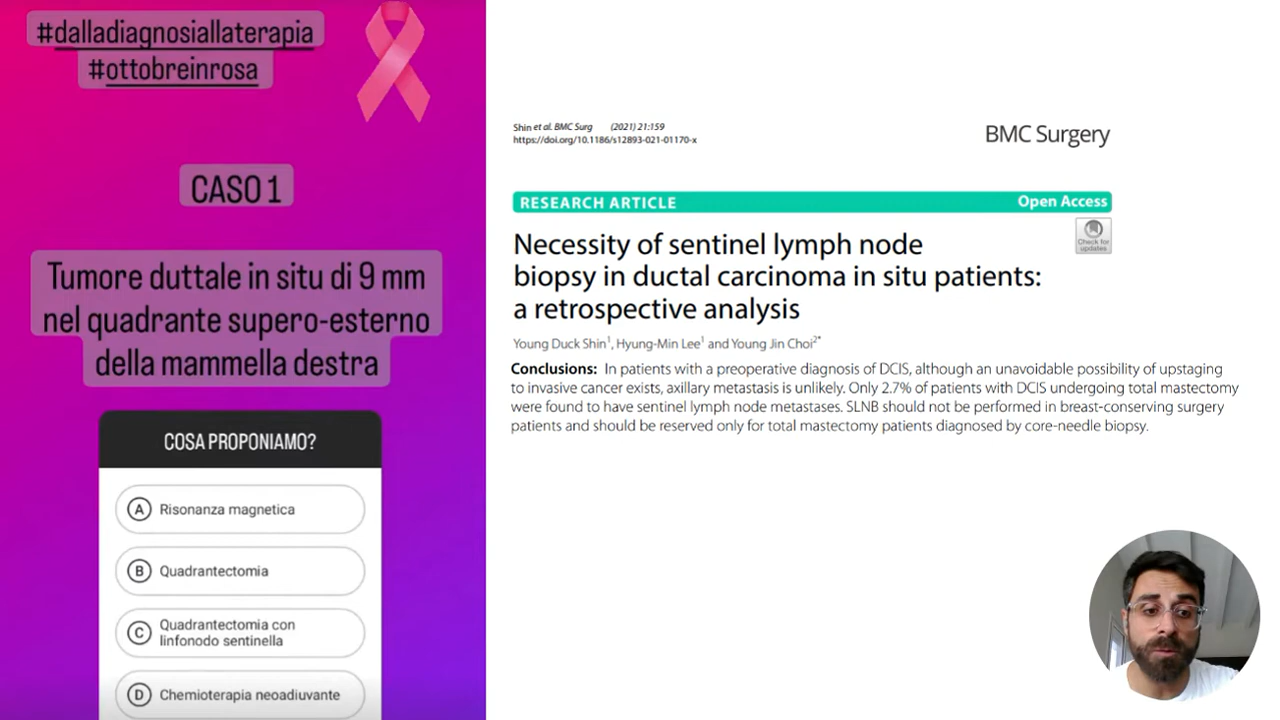 #dalladiagnosiallaterapia
#ottobreinrosa
CASO 1
Tumore duttale in situ di 9 mm
nel quadrante supero-esterno
della mammella destra
COSA PROPONIAMO?
A Risonanza magnetica
B Quadrantectomia
C Quadrantectomia con
linfonodo sentinella
D Chemioterapia neoadiuvante
Shin et al. BMC Surg (2021) 21:159
https://doi.org/10.1186/s12893-021-01170-x
BMC Surgery
RESEARCH ARTICLE
Open Access
Check for
updates
Necessity of sentinel lymph node
biopsy in ductal carcinoma in situ patients:
a retrospective analysis
Young Duck Shin1, Hyung-Min Lee1 and Young Jin Choi2*
Conclusions: In patients with a preoperative diagnosis of DCIS, although an unavoidable possibility of upstaging
to invasive cancer exists, axillary metastasis is unlikely. Only 2.7% of patients with DCIS undergoing total mastectomy
were found to have sentinel lymph node metastases. SLNB should not be performed in breast-conserving surgery
patients and should be reserved only for total mastectomy patients diagnosed by core-needle biopsy.